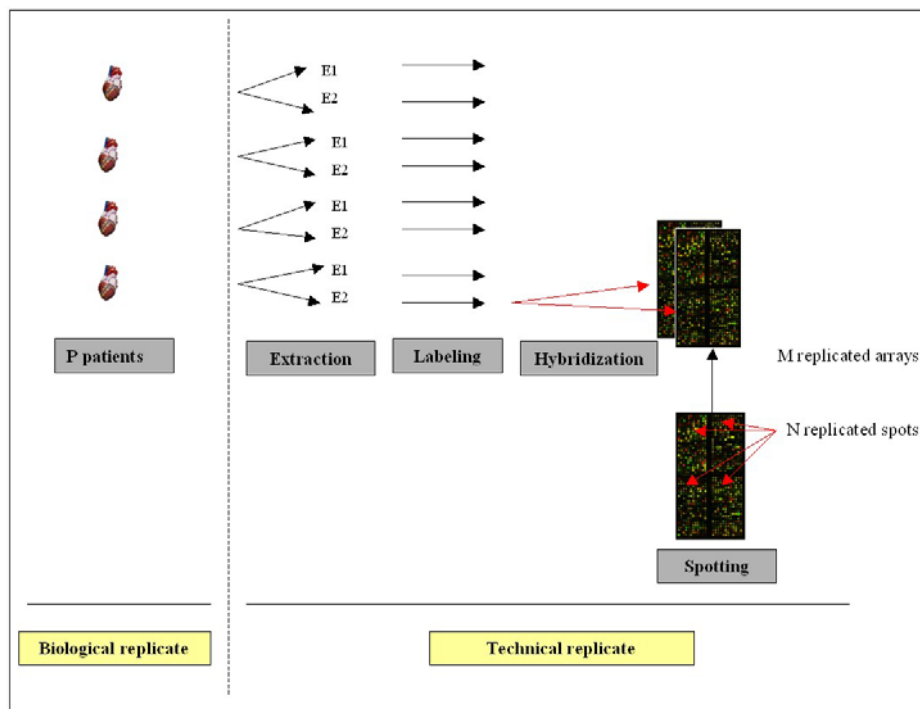 E1
E2
E1
E2
E1
E2
E1
E2
P patients
Extraction
Labeling
Hybridization
M replicated arrays
N replicated spots
Spotting
Biological replicate
Technical replicate